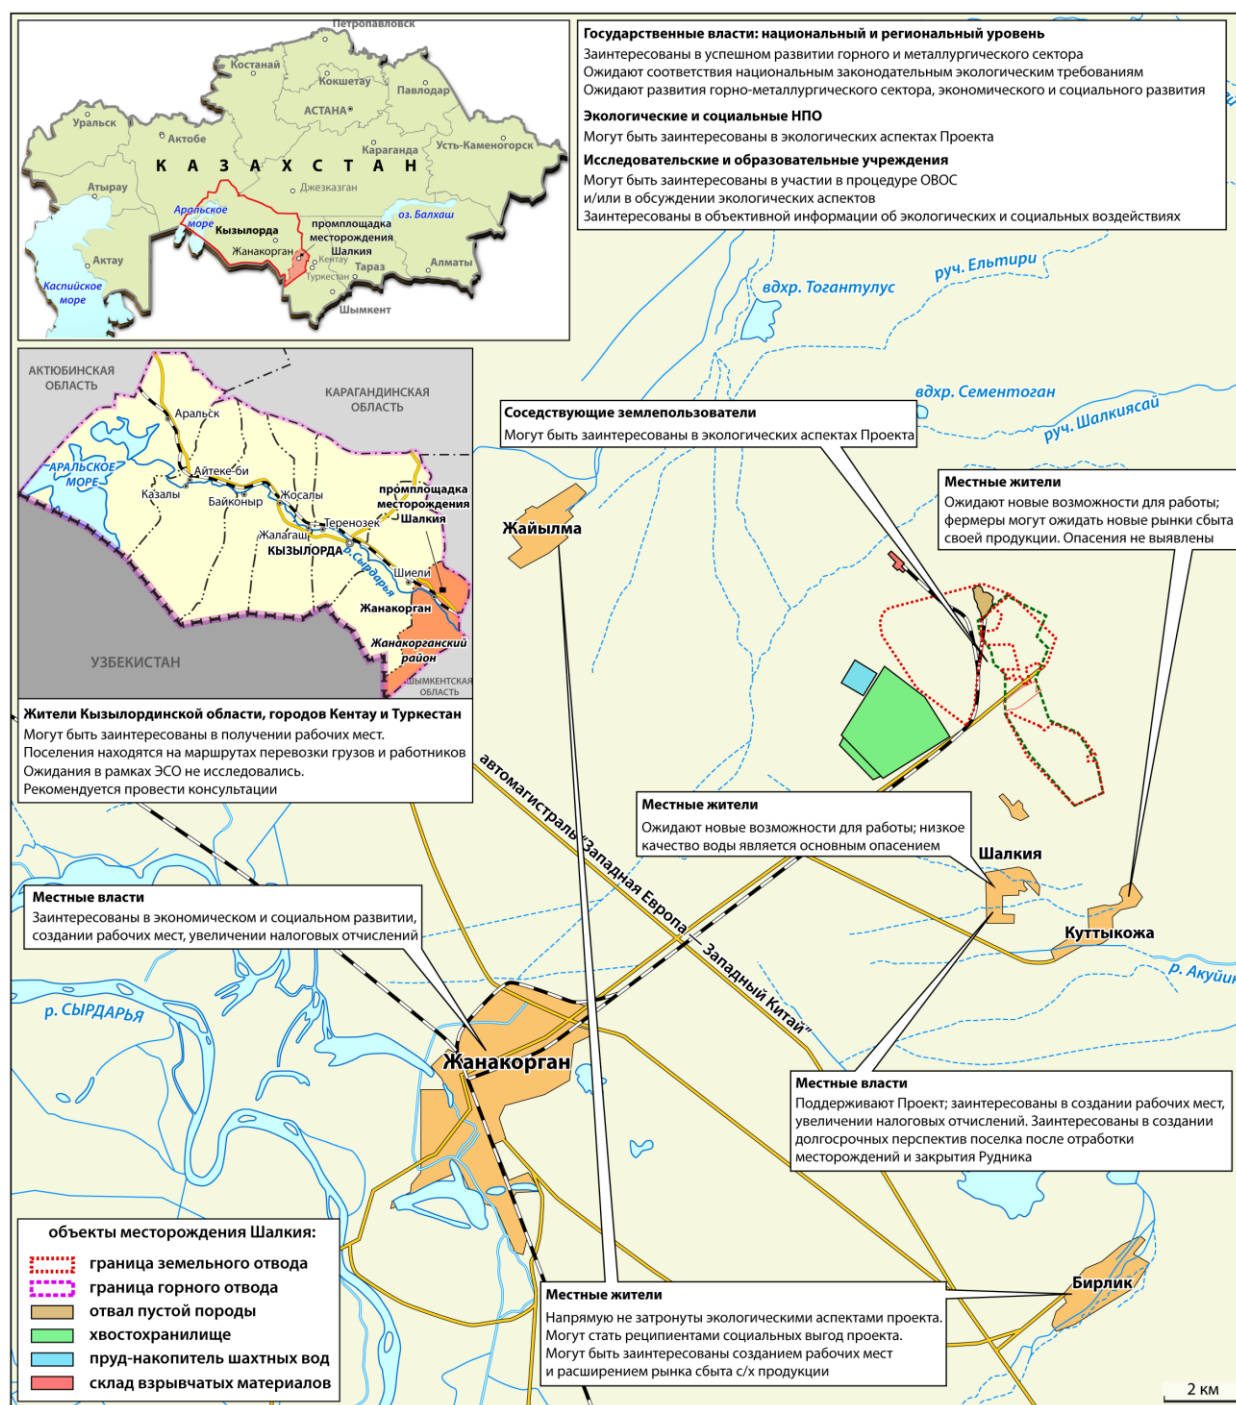 Петропавловск
Костанай
Кокшетау
Павлодар
АСТАНА
Уральск
Актобе
Караганда
Усть-Каменогорск
КАЗАХСТАН
Атырау
Джезказган
Аральское
море
оз. Балхаш
Кызылорда
промплощадка
месторождения
Шалкия
Жанакорган
Кентау
Туркестан
Тараз
Алматы
Актау
Каспийское
море
Шымкент
Государственные власти: национальный и региональный уровень
Заинтересованы в успешном развитии горного и металлургического сектора
Ожидают соответствия национальным законодательным экологическим требованиям
Ожидают развития горно-металлургического сектора, экономического и социального развития
Экологические и социальные НПО
Могут быть заинтересованы в экологических аспектах Проекта
Исследовательские и образовательные учреждения
Могут быть заинтересованы в участии в процедуре ОВОС
и/или в обсуждении экологических аспектов
Заинтересованы в объективной информации об экологических и социальных воздействиях
руч. Ельтири
вдхр. Тогантулус
вдхр. Сементоган
руч. Шалкиясай
АКТЮБИНСКАЯ
ОБЛАСТЬ
КАРАГАНДИНСКАЯ
ОБЛАСТЬ
Аральск
АРАЛЬСКОЕ
МОРЕ
Айтеке-би
Казалы
Байконыр
Жосалы
промплощадка
месторождения
Шалкия
Теренозек
Жалагаш
КЫЗЫЛОРДА
р.Сырдарья
Шиели
Жанакорган
Жанакорганский
район
УЗБЕКИСТАН
ШЫМКЕНТСКАЯ
ОБЛАСТЬ
Соседствующие землепользователи
Могут быть заинтересованы в экологических аспектах Проекта
Местные жители
Ожидают новые возможности для работы;
фермеры могут ожидать новые рынки сбыта
своей продукции. Опасения не выявлены
Жайылма
Жители Кызылординской области, городов Кентау и Туркестан
Могут быть заинтересованы в получении рабочих мест.
Поселения находятся на маршрутах перевозки грузов и работников
Ожидания в рамках ЭСО не исследовались.
Рекомендуется провести консультации
автомагистраль "Западная Европа – Западный Китай"
Местные жители
Ожидают новые возможности для работы; низкое
качество воды является основным опасением
Шалкия
Куттыкожа
р. Акуйик
Местные власти
Заинтересованы в экономическом и социальном развитии,
создании рабочих мест, увеличении налоговых отчислений
р. СЫРДАРЬЯ
Жанакорган
Местные власти
Поддерживают Проект; заинтересованы в создании рабочих мест,
увеличении налоговых отчислений. Заинтересованы в создании
долгосрочных перспектив поселка после отработки
месторождений и закрытия Рудника
объекты месторождения Шалкия:
граница земельного отвода
граница горного отвода
отвал пустой породы
хвостохранилище
пруд-накопитель шахтных вод
склад взрывчатых материалов
Местные жители
Напрямую не затронуты экологическими аспектами проекта.
Могут стать реципиентами социальных выгод проекта.
Могут быть заинтересованы созданием рабочих мест
и расширением рынка сбыта с/х продукции
Бирлик
2 км